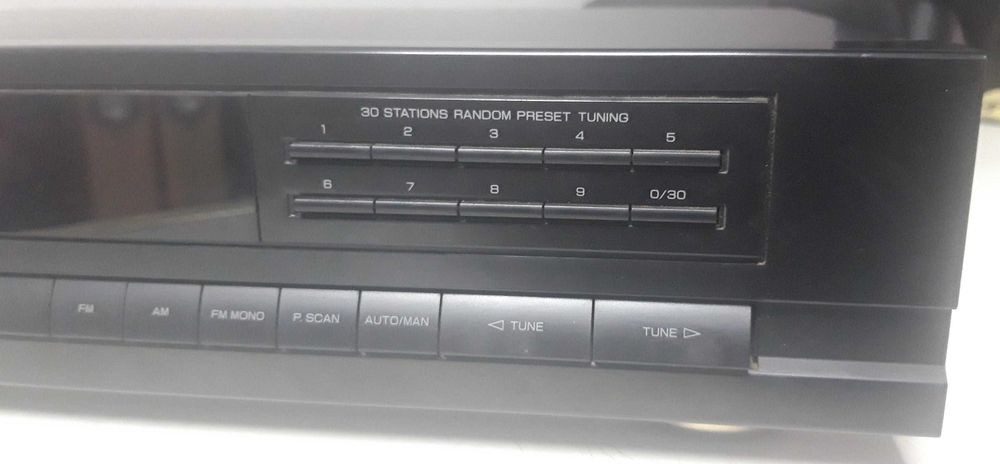 30 STATIONS RANDOM PRESET TUNING
1 2 3 4 5
6 7 8 9 0/30
FM AM FM MONO P. SCAN AUTO/MAN ◁ TUNE TUNE ▷